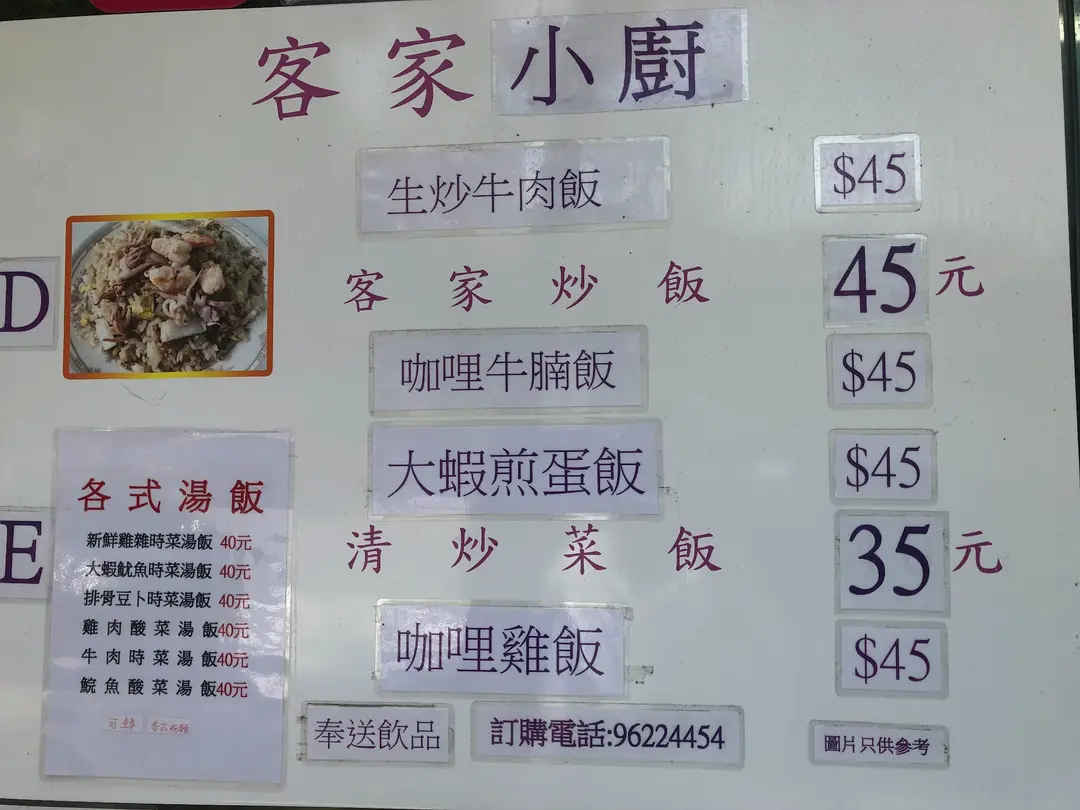 客家小廚
生炒牛肉飯 $45
D 客家炒飯 45元
咖哩牛腩飯 $45
大蝦煎蛋飯 $45
E 清炒菜飯 35元
咖哩雞飯 $45
各式湯飯
新鮮雞雜時菜湯飯 40元
大蝦魷魚時菜湯飯 40元
排骨豆卜時菜湯飯 40元
雞肉酸菜湯飯40元
牛肉時菜湯飯40元
鯇魚酸菜湯飯40元
可轉 各式粉麵
奉送飲品 訂購電話:96224454 圖片只供參考